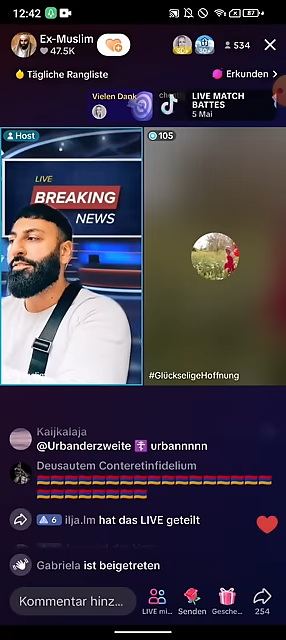 12:42
Ex-Muslim
47.5K
534
Tägliche Rangliste
Erkunden >
Vielen Dank
LIVE MATCH
BATTES
5 Mai
Host
105
LIVE
BREAKING
NEWS
#GlückseligeHoffnung
Kaijkalaja
@Urbanderzweite ✝️ urbannnnn
Deusautem Conteretinfidelium
🇦🇲🇦🇲🇦🇲🇦🇲🇦🇲🇦🇲🇦🇲🇦🇲🇦🇲🇦🇲🇦🇲🇦🇲🇦🇲🇦🇲🇦🇲🇦🇲🇦🇲
🇦🇲🇦🇲🇦🇲🇦🇲🇦🇲🇦🇲🇦🇲🇦🇲
6 ilja.lm hat das LIVE geteilt
Gabriela ist beigetreten
Kommentar hinz...
LIVE mi... Senden Gesche... 254